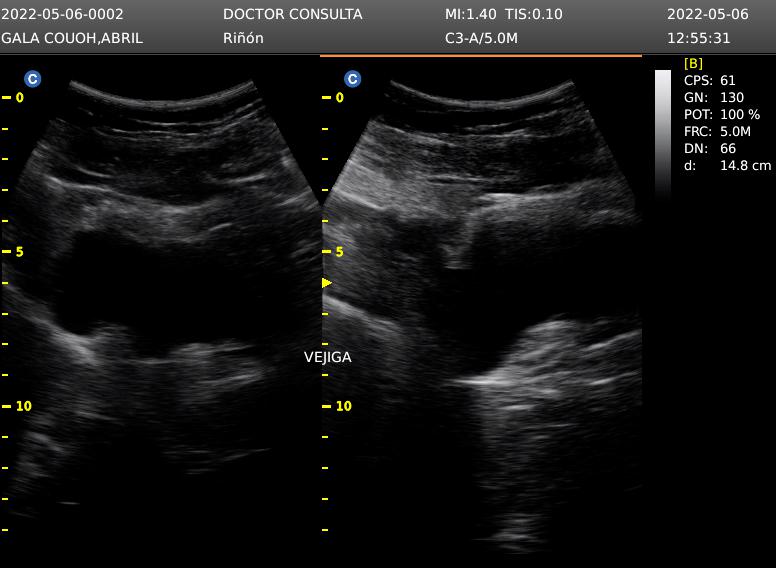 2022-05-06-0002 DOCTOR CONSULTA MI:1.40 TIS:0.10 2022-05-06
GALA COUOH,ABRIL Riñón C3-A/5.0M 12:55:31
C C
[B]
0 0
CPS: 61
GN: 130
POT: 100 %
FRC: 5.0M
DN: 66
d: 14.8 cm
5 5
VEJIGA
10 10